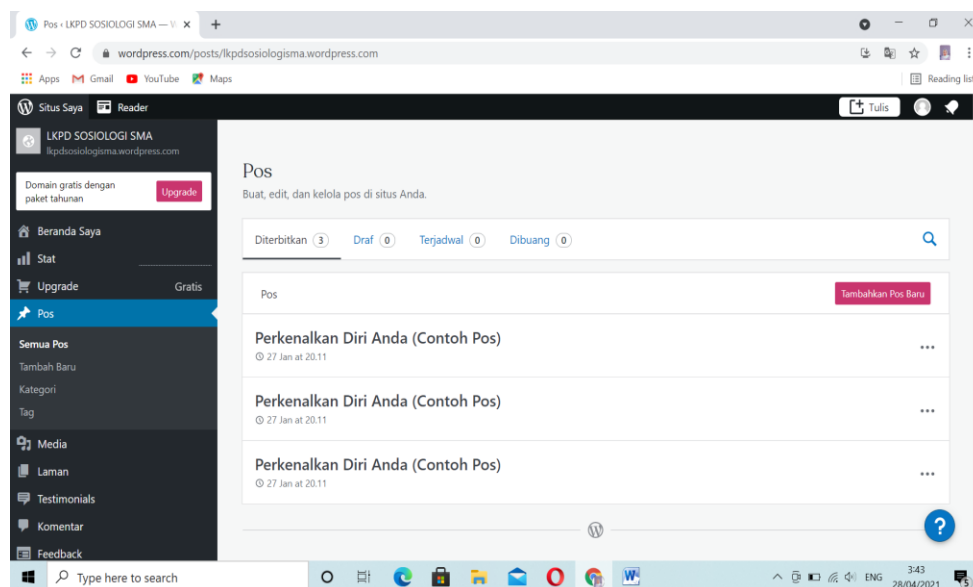 Pos ‹ LKPD SOSIOLOGI SMA — W
wordpress.com/posts/lkpdsosiologisma.wordpress.com
Apps Gmail YouTube Maps Reading list
Situs Saya Reader Tulis
LKPD SOSIOLOGI SMA
lkpdsosiologisma.wordpress.com
Domain gratis dengan
paket tahunan
Upgrade
Beranda Saya
Stat
Upgrade Gratis
Pos
Semua Pos
Tambah Baru
Kategori
Tag
Media
Laman
Testimonials
Komentar
Feedback
Pos
Buat, edit, dan kelola pos di situs Anda.
Diterbitkan 3 Draf 0 Terjadwal 0 Dibuang 0
Pos Tambahkan Pos Baru
Perkenalkan Diri Anda (Contoh Pos)
27 Jan at 20.11
Perkenalkan Diri Anda (Contoh Pos)
27 Jan at 20.11
Perkenalkan Diri Anda (Contoh Pos)
27 Jan at 20.11
?
Type here to search
ENG
3:43
28/04/2021